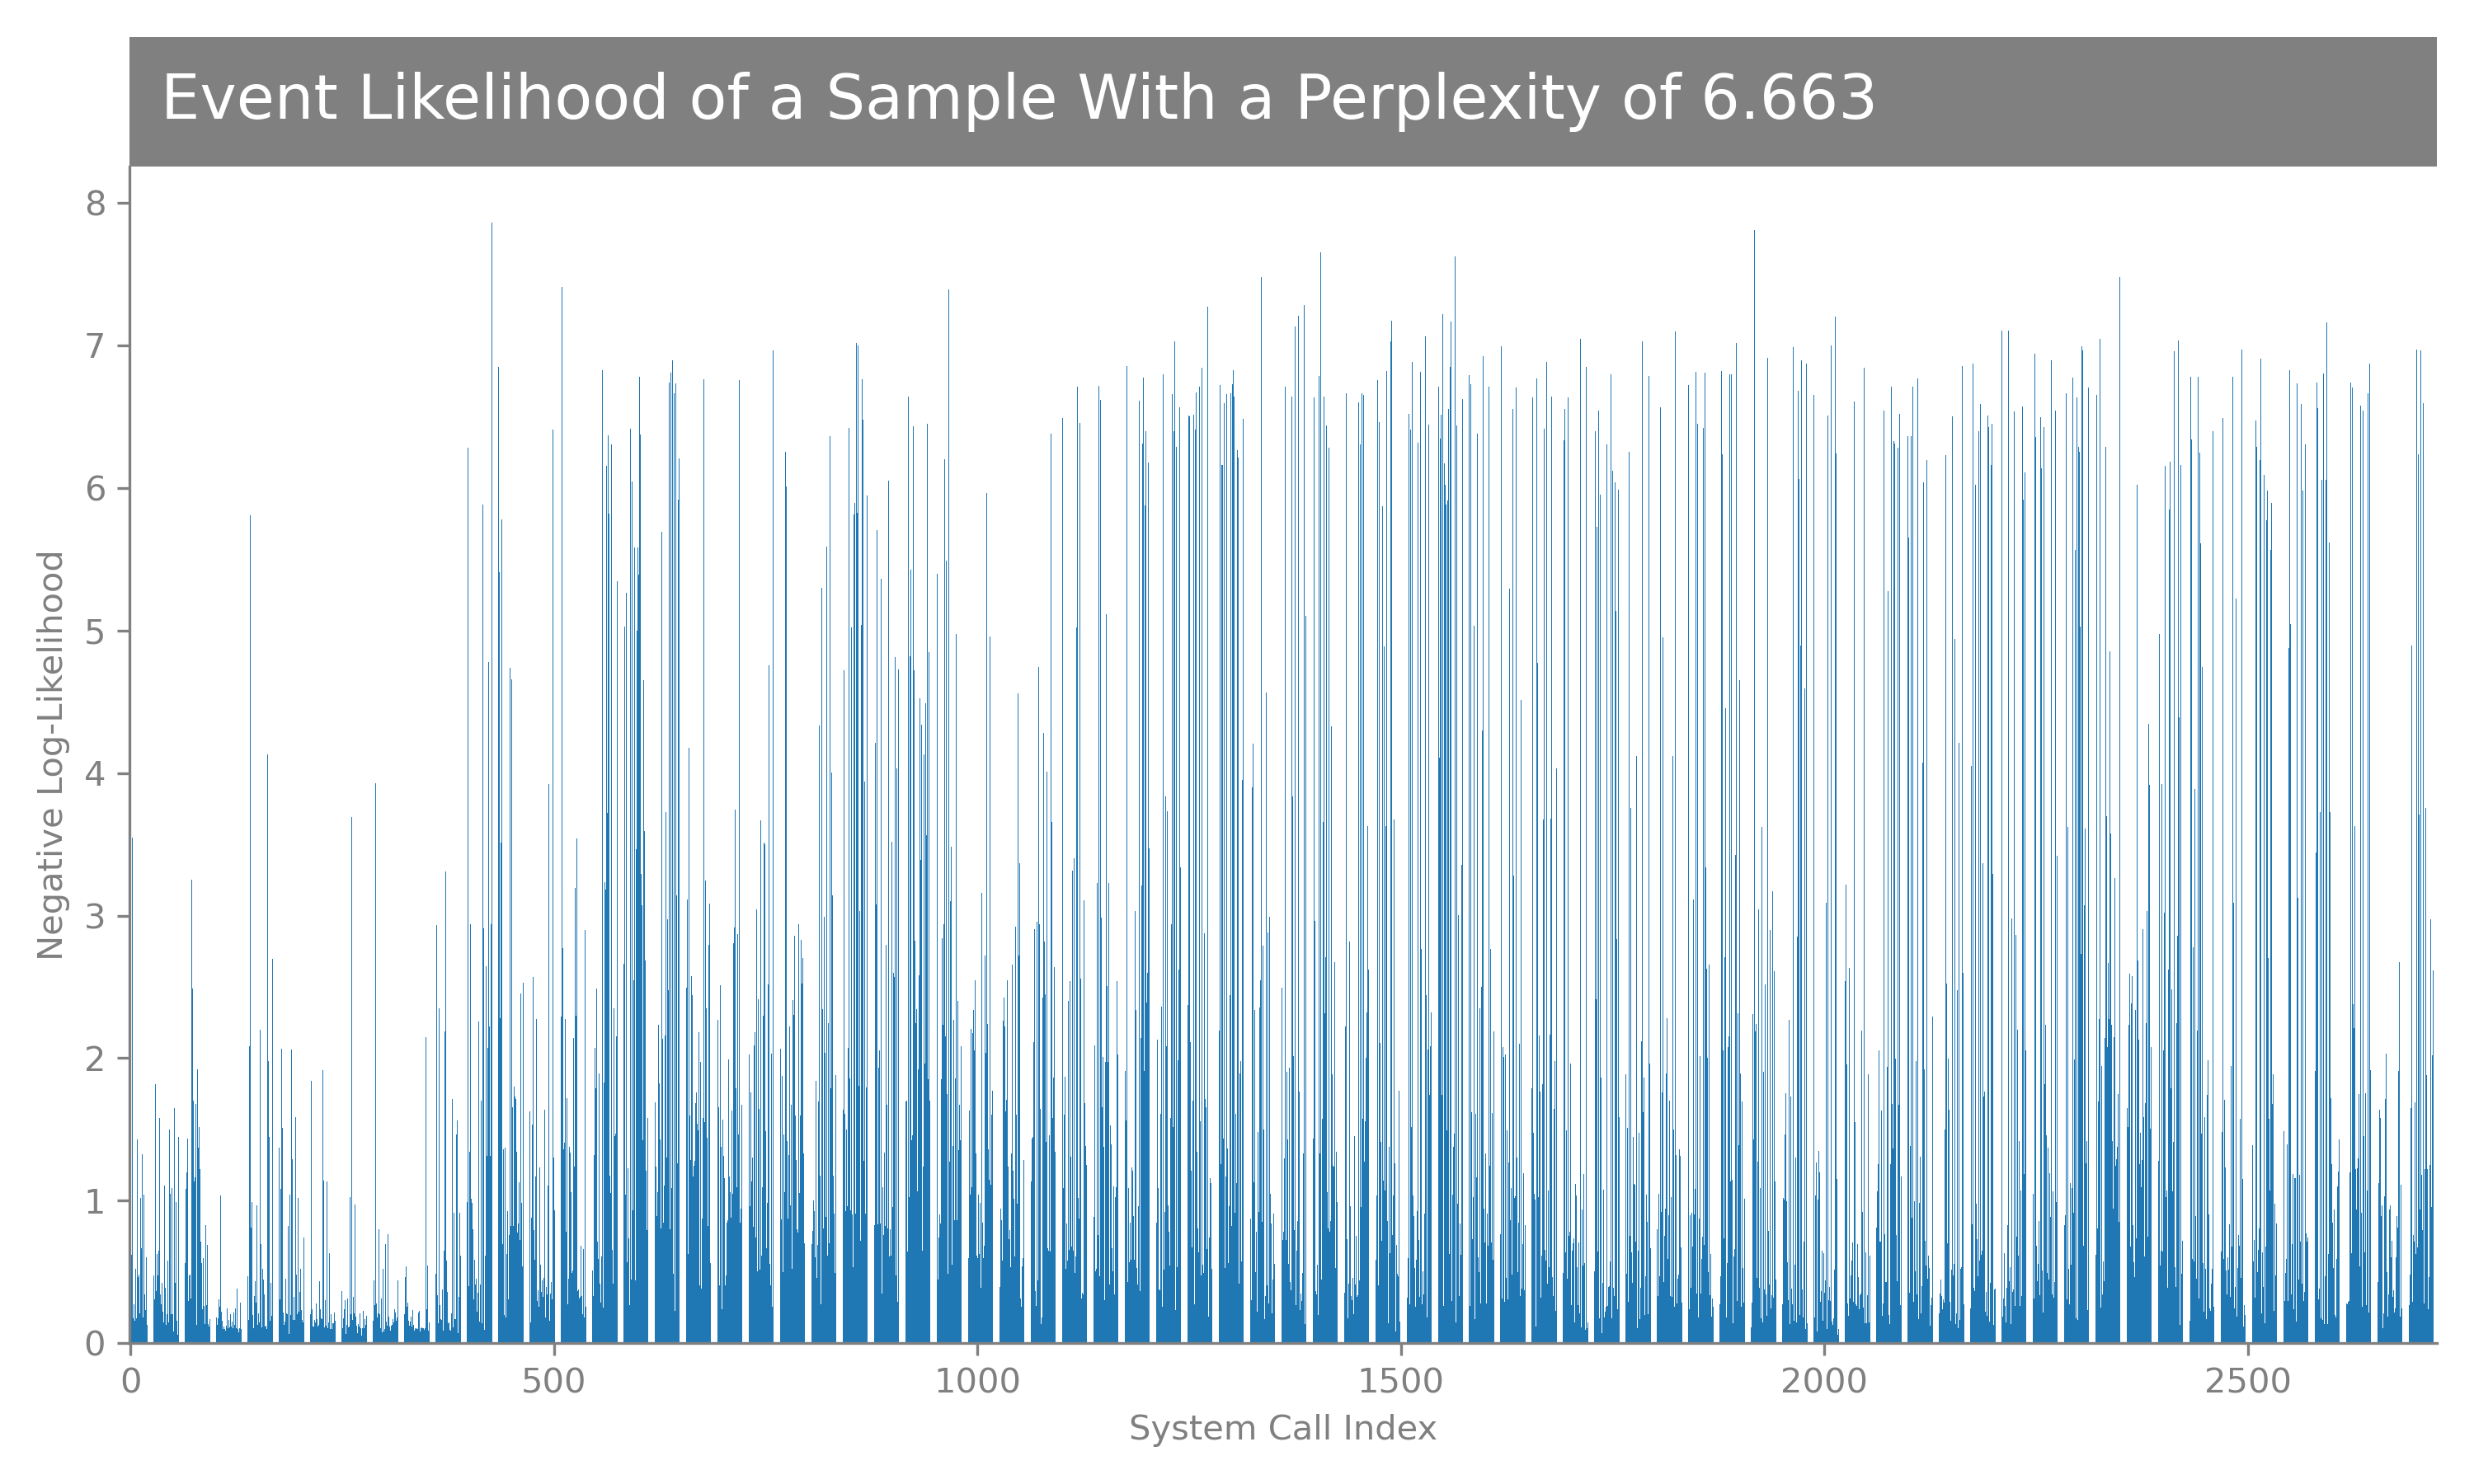 Event Likelihood of a Sample With a Perplexity of 6.663
8
7
6
5
4
3
2
1
0
Negative Log-Likelihood
0 500 1000 1500 2000 2500
System Call Index